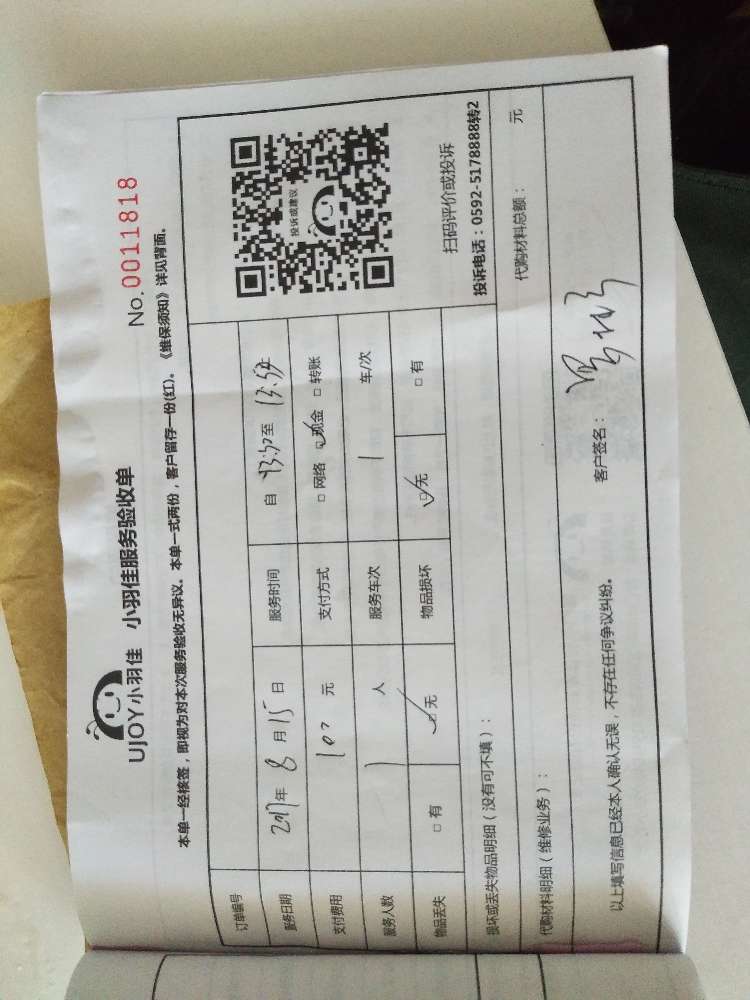 UJOY小羽佳 小羽佳服务验收单
No. 0011818
本单一经核签，即视为对本次服务验收无异议。本单一式两份，客户留存一份(红)。《维保须知》详见背面。
订单编号
服务日期 2017年 8 月 15 日 服务时间 自 13:30 至 13:54 止
支付费用 100 元 支付方式 □ 网络 ☑ 现金 □ 转账
服务人数 1 人 服务车次 1 车/次
物品丢失 □ 有 ☑ 无 物品损坏 ☑ 无 □ 有
投诉或建议
扫码评价或投诉
投诉电话：0592-5178888转2
损坏或丢失物品明细（没有可不填）：
代购材料明细（维修业务）： 代购材料总额： 元
以上填写信息已经本人确认无误，不存在任何争议纠纷。 客户签名：